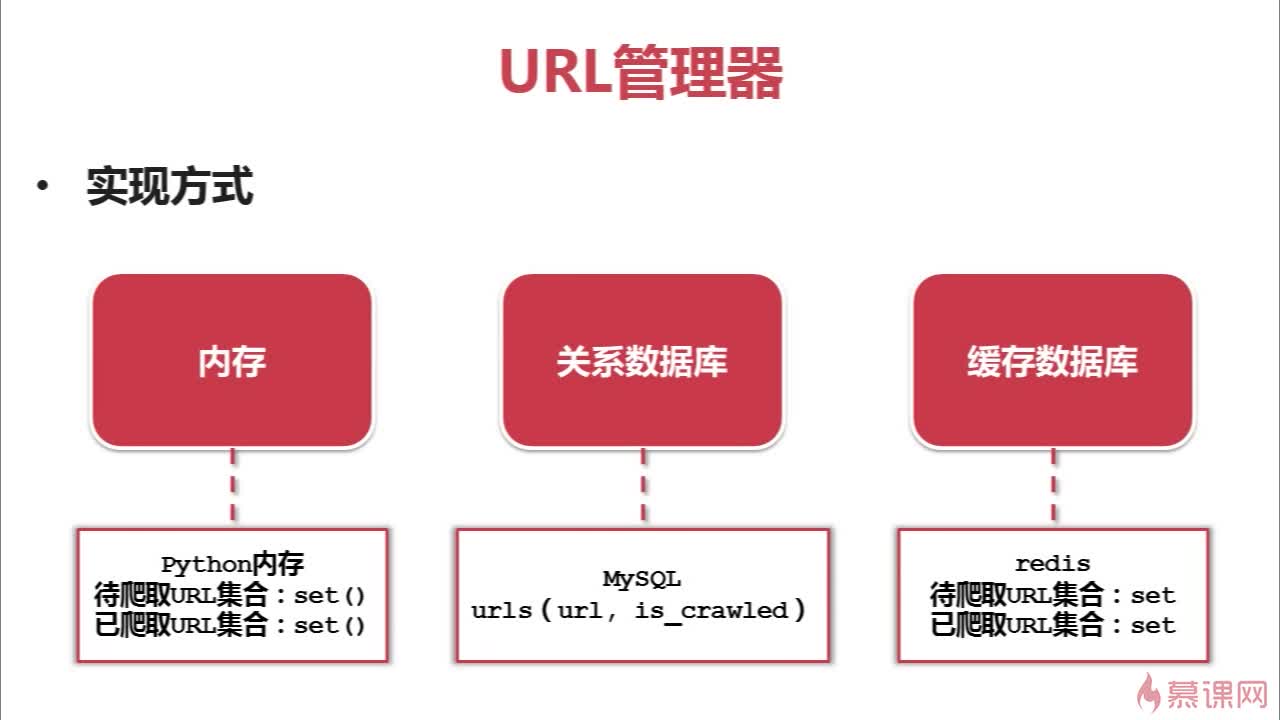 URL管理器
• 实现方式
内存
关系数据库
缓存数据库
Python内存
待爬取URL集合：set()
已爬取URL集合：set()
MySQL
urls(url, is_crawled)
redis
待爬取URL集合：set
已爬取URL集合：set
慕课网